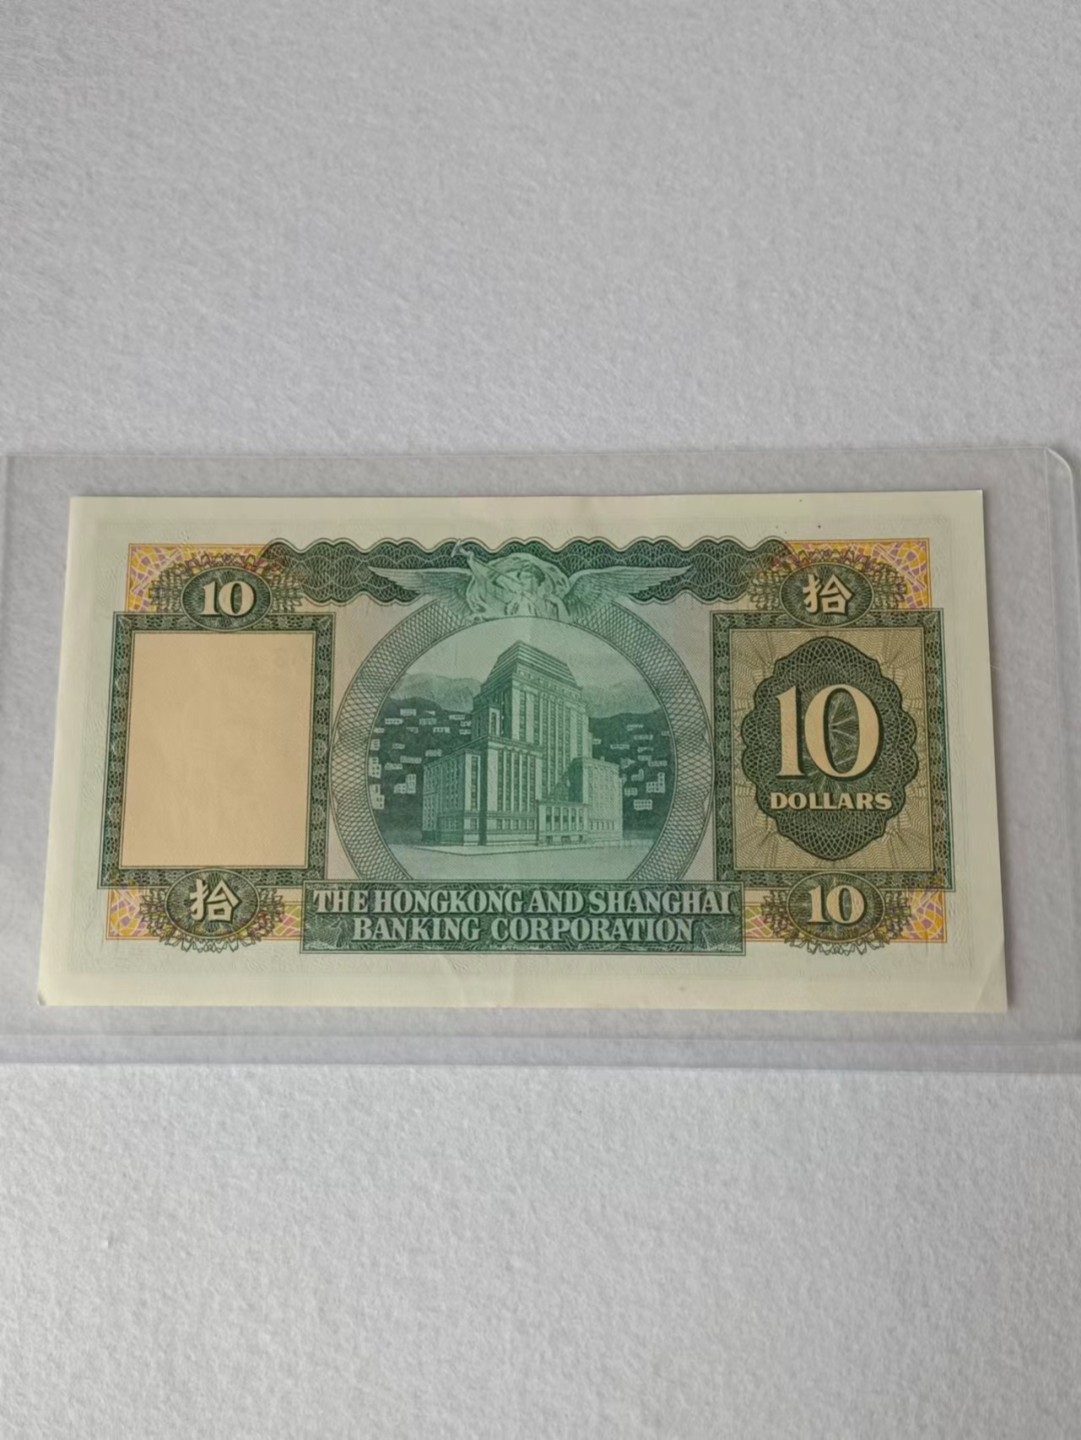 10
拾
10
DOLLARS
拾
THE HONGKONG AND SHANGHAI
BANKING CORPORATION
10